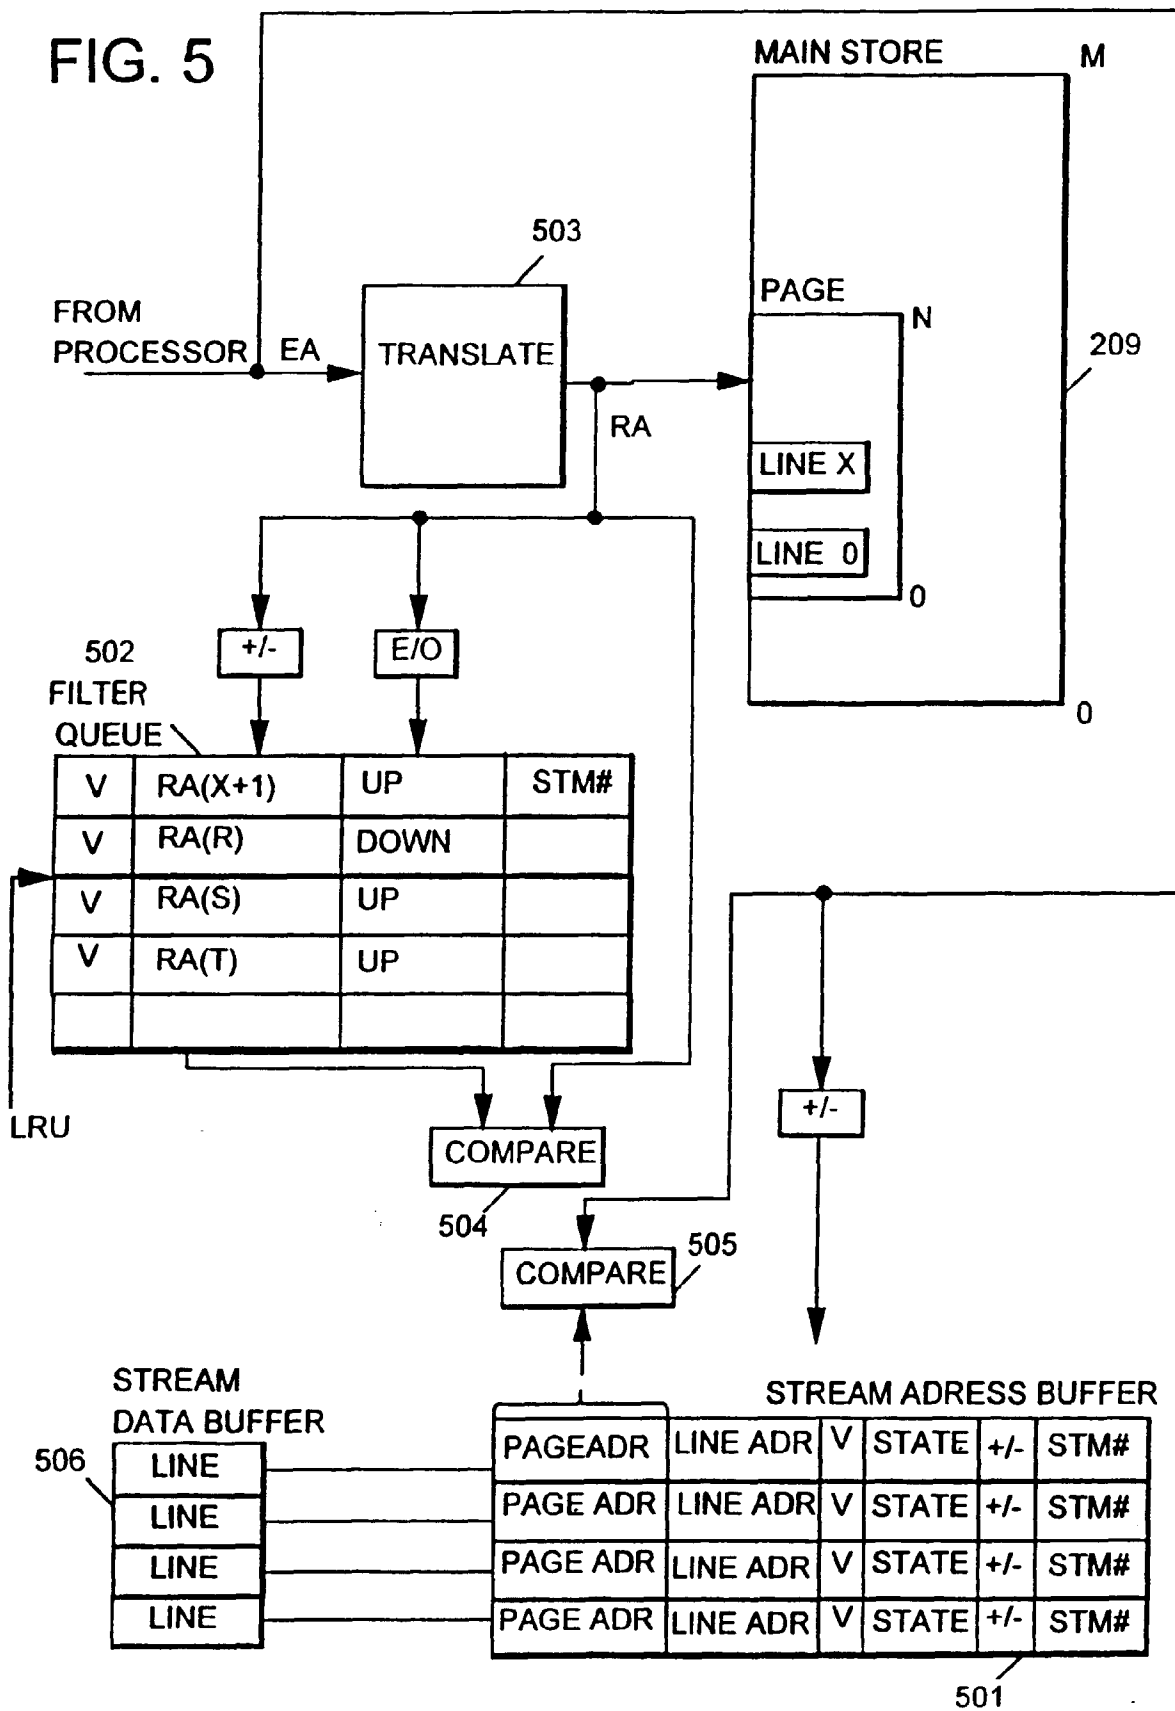 FIG. 5
MAIN STORE
M
503
PAGE
N
FROM
PROCESSOR
EA
TRANSLATE
209
RA
LINE X
LINE 0
0
0
+/-
E/O
502
FILTER
QUEUE
V RA(X+1) UP STM#
V RA(R) DOWN
V RA(S) UP
V RA(T) UP
LRU
+/-
COMPARE
504
505
COMPARE
STREAM
DATA BUFFER
STREAM ADRESS BUFFER
506
LINE
PAGEADR LINE ADR V STATE +/- STM#
LINE
PAGE ADR LINE ADR V STATE +/- STM#
LINE
PAGE ADR LINE ADR V STATE +/- STM#
LINE
PAGE ADR LINE ADR V STATE +/- STM#
501